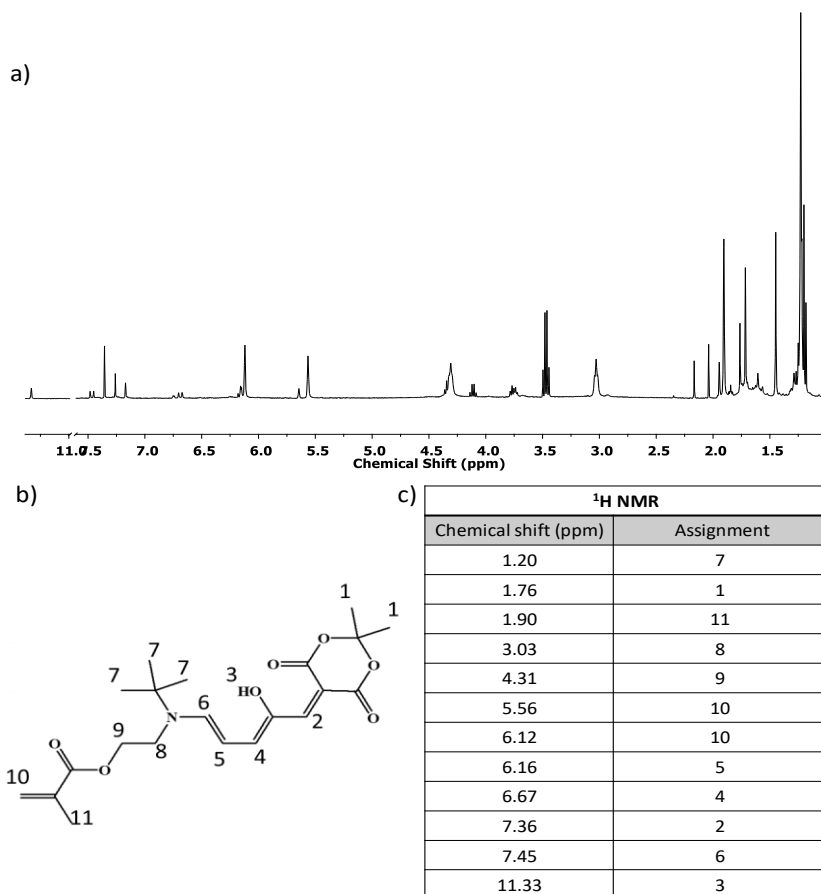 a)
11.0 7.5 7.0 6.5 6.0 5.5 5.0 4.5 4.0 3.5 3.0 2.5 2.0 1.5
Chemical Shift (ppm)
b)
1
1
7
7
7
3
HO
O
O
O
O
6
N
2
9
8
5
4
O
O
10
11
c)
¹H NMR
Chemical shift (ppm) Assignment
1.20 7
1.76 1
1.90 11
3.03 8
4.31 9
5.56 10
6.12 10
6.16 5
6.67 4
7.36 2
7.45 6
11.33 3